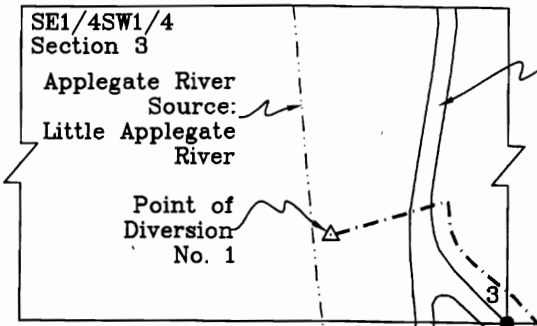 SE1/4SW1/4
Section 3
Applegate River
Source:
Little Applegate
River
Point of
Diversion
No. 1
3